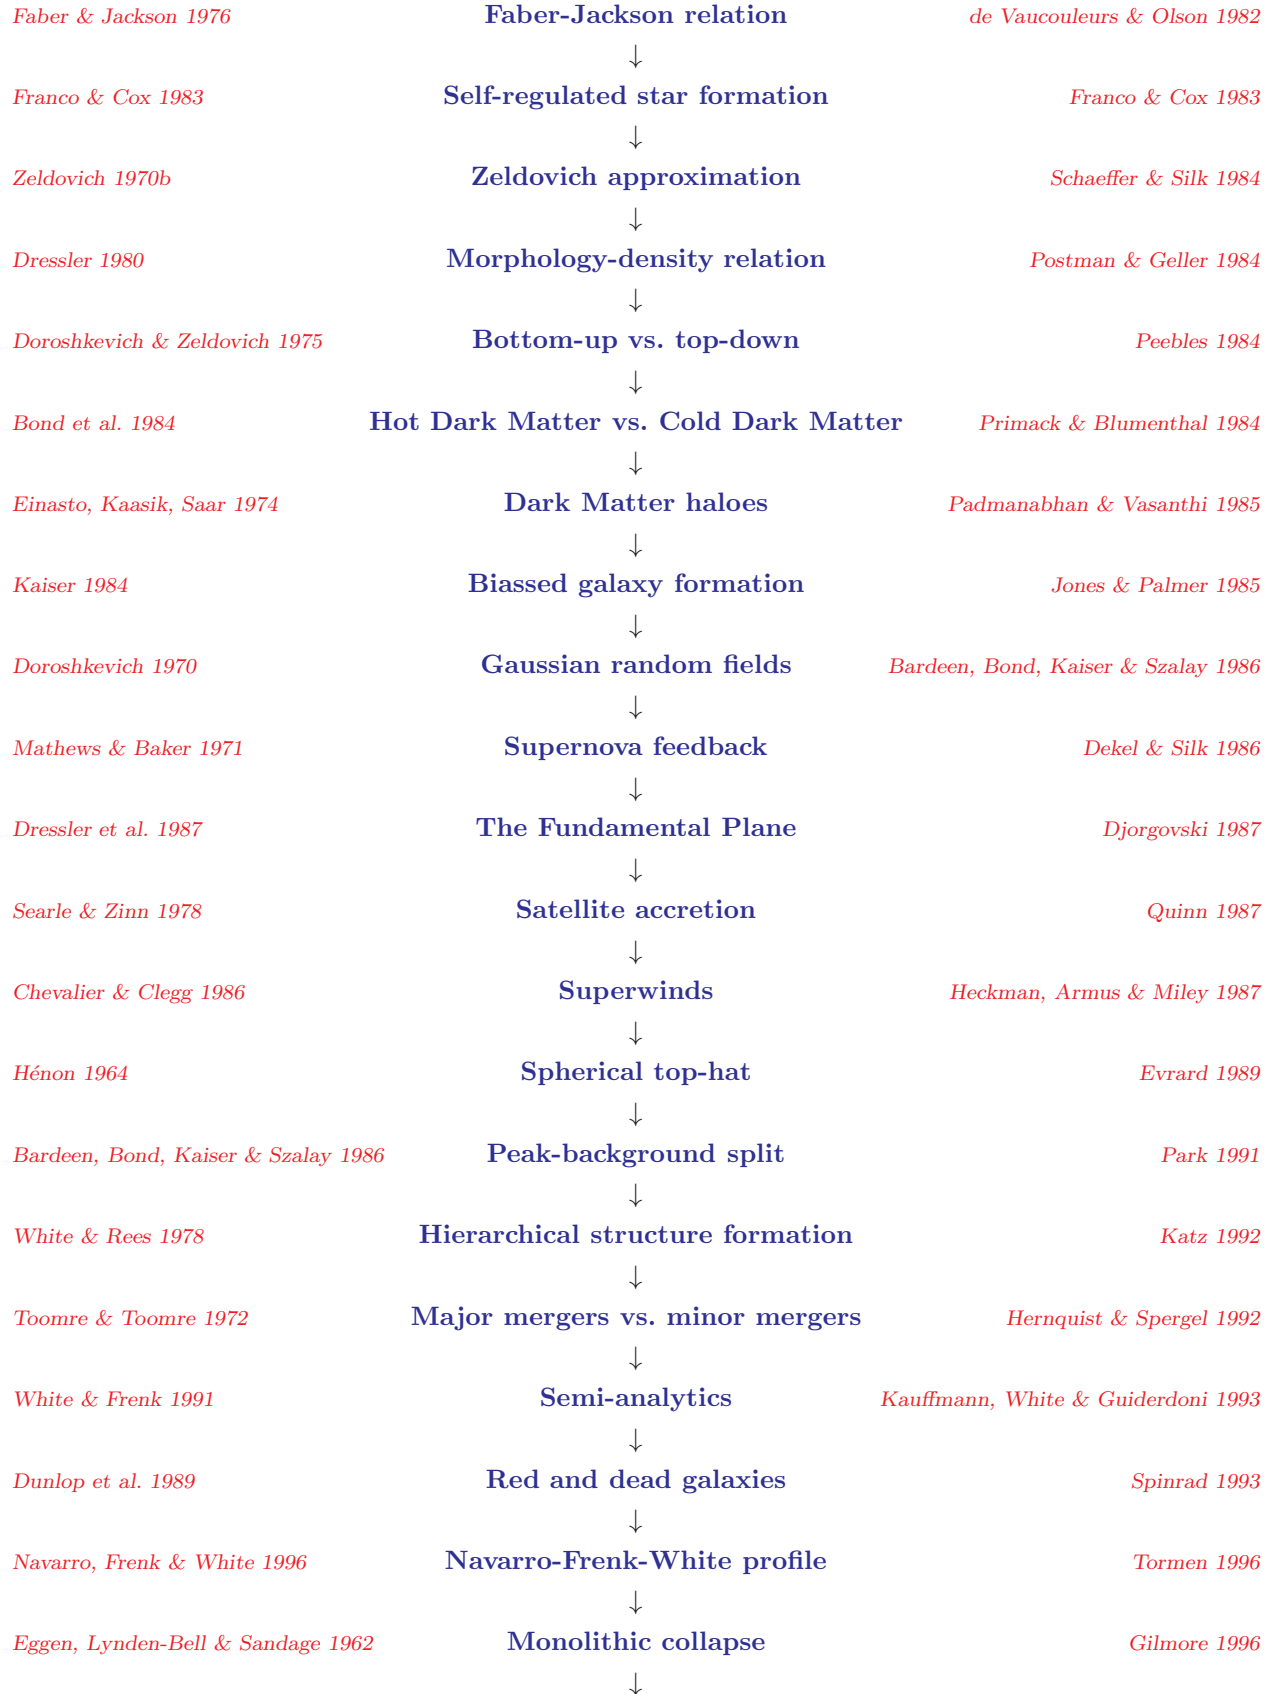 Faber & Jackson 1976 Faber-Jackson relation de Vaucouleurs & Olson 1982
↓
Franco & Cox 1983 Self-regulated star formation Franco & Cox 1983
↓
Zeldovich 1970b Zeldovich approximation Schaeffer & Silk 1984
↓
Dressler 1980 Morphology-density relation Postman & Geller 1984
↓
Doroshkevich & Zeldovich 1975 Bottom-up vs. top-down Peebles 1984
↓
Bond et al. 1984 Hot Dark Matter vs. Cold Dark Matter Primack & Blumenthal 1984
↓
Einasto, Kaasik, Saar 1974 Dark Matter haloes Padmanabhan & Vasanthi 1985
↓
Kaiser 1984 Biassed galaxy formation Jones & Palmer 1985
↓
Doroshkevich 1970 Gaussian random fields Bardeen, Bond, Kaiser & Szalay 1986
↓
Mathews & Baker 1971 Supernova feedback Dekel & Silk 1986
↓
Dressler et al. 1987 The Fundamental Plane Djorgovski 1987
↓
Searle & Zinn 1978 Satellite accretion Quinn 1987
↓
Chevalier & Clegg 1986 Superwinds Heckman, Armus & Miley 1987
↓
Hénon 1964 Spherical top-hat Evrard 1989
↓
Bardeen, Bond, Kaiser & Szalay 1986 Peak-background split Park 1991
↓
White & Rees 1978 Hierarchical structure formation Katz 1992
↓
Toomre & Toomre 1972 Major mergers vs. minor mergers Hernquist & Spergel 1992
↓
White & Frenk 1991 Semi-analytics Kauffmann, White & Guiderdoni 1993
↓
Dunlop et al. 1989 Red and dead galaxies Spinrad 1993
↓
Navarro, Frenk & White 1996 Navarro-Frenk-White profile Tormen 1996
↓
Eggen, Lynden-Bell & Sandage 1962 Monolithic collapse Gilmore 1996
↓